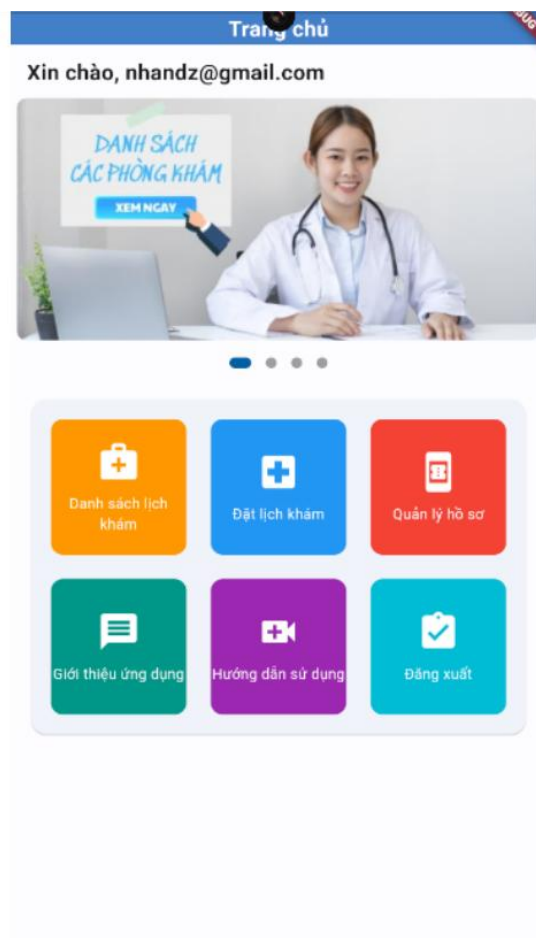 Trang chủ
Xin chào, nhandz@gmail.com
DANH SÁCH
CÁC PHÒNG KHÁM
XEM NGAY
Danh sách lịch
khám
Đặt lịch khám
Quản lý hồ sơ
Giới thiệu ứng dụng
Hướng dẫn sử dụng
Đăng xuất